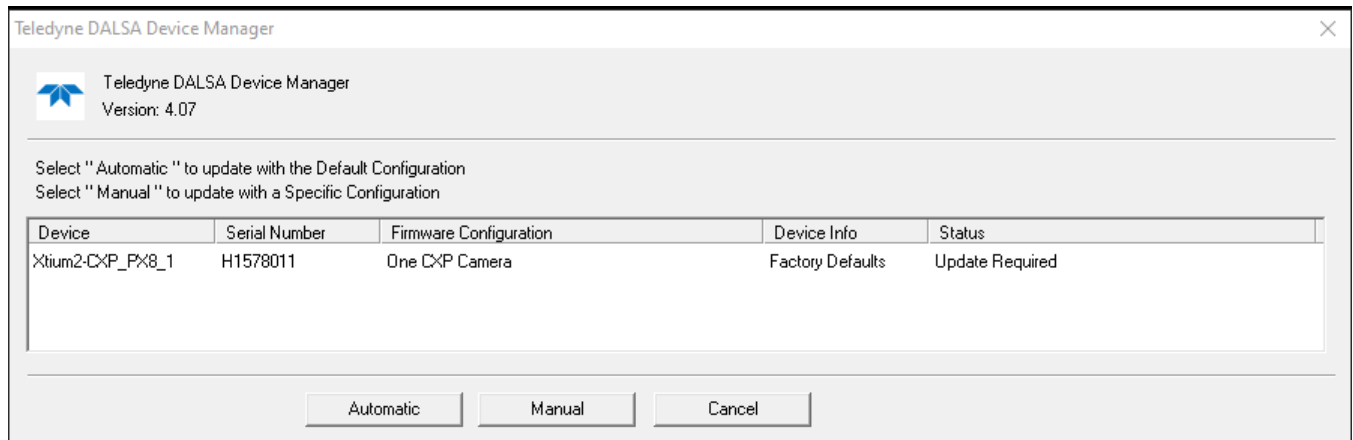 Teledyne DALSA Device Manager
Teledyne DALSA Device Manager
Version: 4.07
Select " Automatic " to update with the Default Configuration
Select " Manual " to update with a Specific Configuration
Device Serial Number Firmware Configuration Device Info Status
Xtium2-CXP_PX8_1 H1578011 One CXP Camera Factory Defaults Update Required
Automatic Manual Cancel